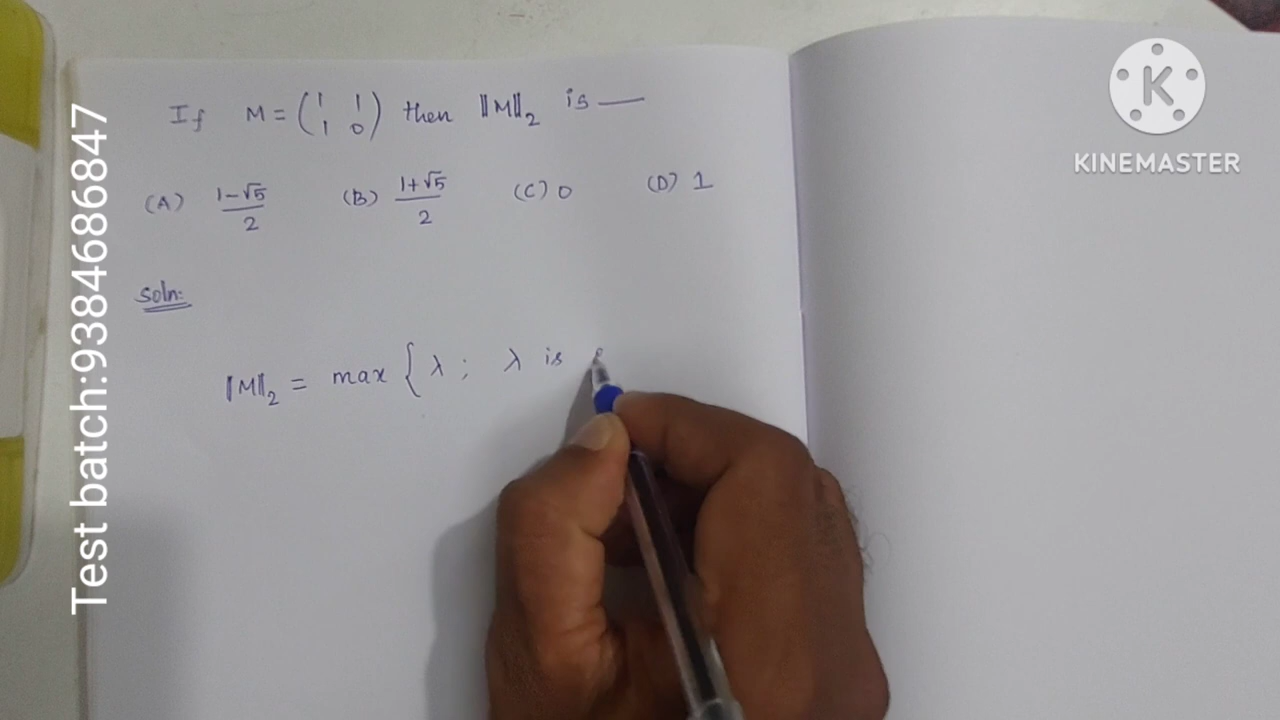 If M = ( 1 1 ) then ||M||₂ is —
( 1 0 )
(A) 1-√5 / 2 (B) 1+√5 / 2 (C) 0 (D) 1
Soln:
||M||₂ = max { λ ; λ is
Test batch:9384686847
K
KINEMASTER